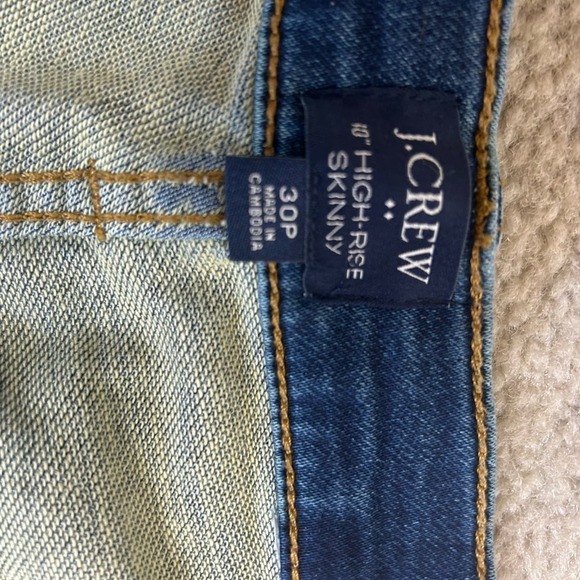 J.CREW
10" HIGH-RISE
SKINNY
30P
MADE IN
CAMBODIA